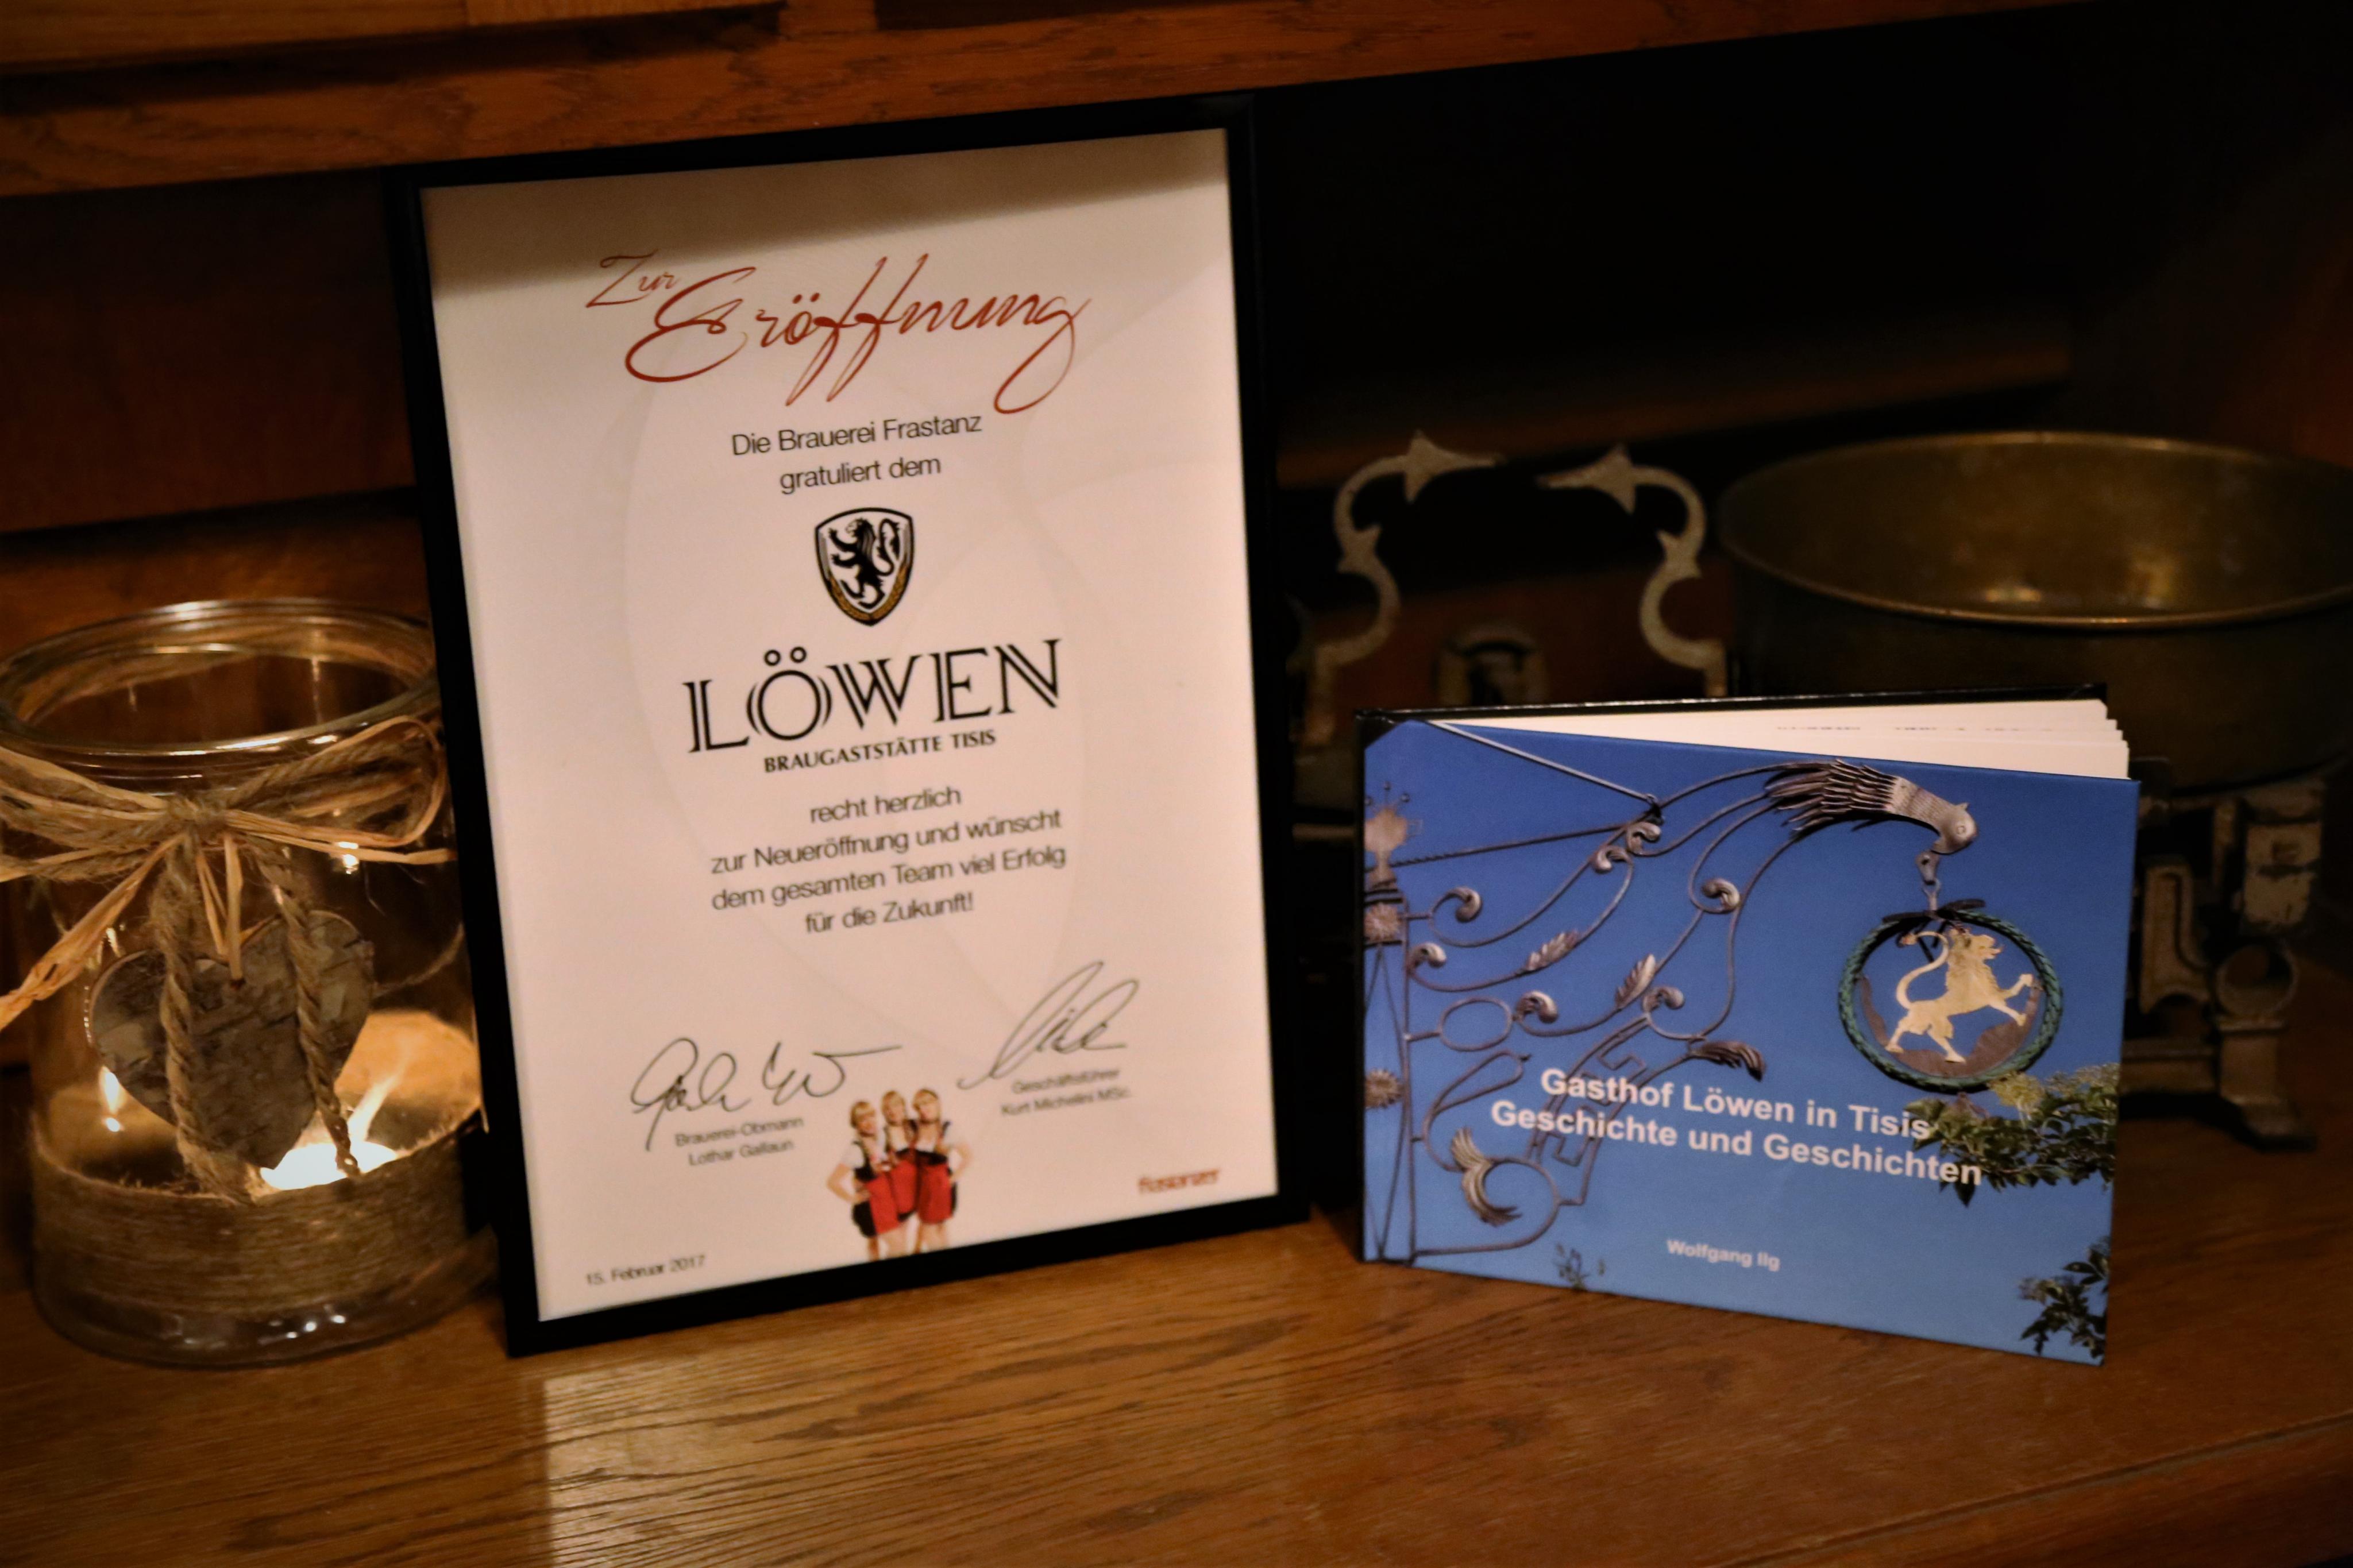 Zur
Eröffnung
Die Brauerei Frastanz
gratuliert dem
LÖWEN
BRAUGASTSTÄTTE TISIS
recht herzlich
zur Neueröffnung und wünscht
dem gesamten Team viel Erfolg
für die Zukunft!
Brauerei-Obmann
Lothar Gallaun
Geschäftsführer
Kurt Michelini MSc
15. Februar 2017
Gasthof Löwen in Tisis
Geschichte und Geschichten
Wolfgang Ilg